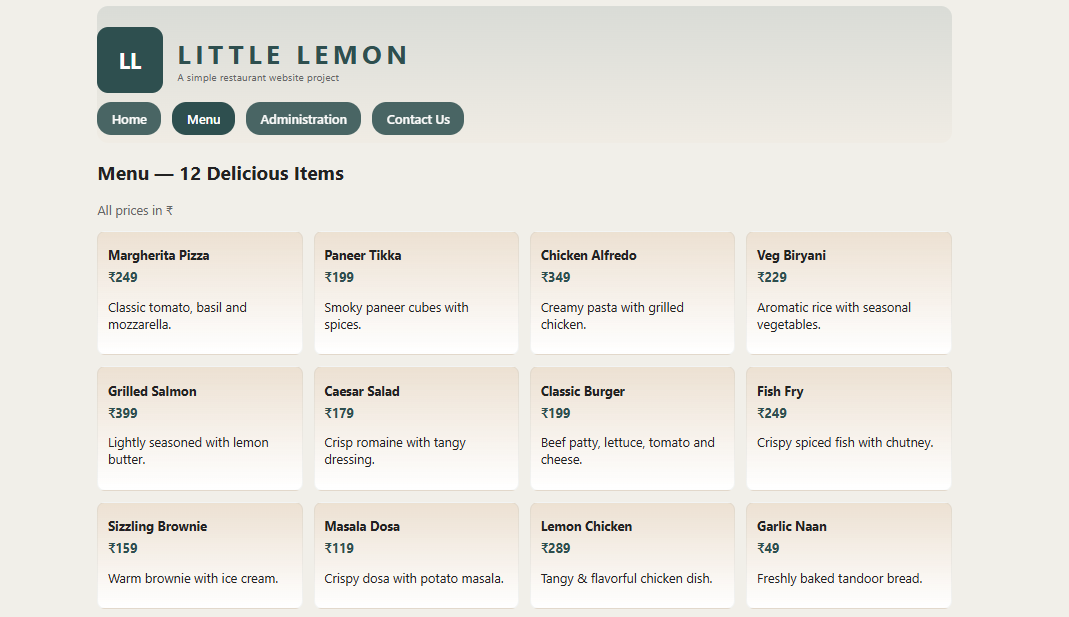 LL
LITTLE LEMON
A simple restaurant website project
Home Menu Administration Contact Us
Menu — 12 Delicious Items
All prices in ₹
Margherita Pizza
₹249
Classic tomato, basil and
mozzarella.
Paneer Tikka
₹199
Smoky paneer cubes with
spices.
Chicken Alfredo
₹349
Creamy pasta with grilled
chicken.
Veg Biryani
₹229
Aromatic rice with seasonal
vegetables.
Grilled Salmon
₹399
Lightly seasoned with lemon
butter.
Caesar Salad
₹179
Crisp romaine with tangy
dressing.
Classic Burger
₹199
Beef patty, lettuce, tomato and
cheese.
Fish Fry
₹249
Crispy spiced fish with chutney.
Sizzling Brownie
₹159
Warm brownie with ice cream.
Masala Dosa
₹119
Crispy dosa with potato masala.
Lemon Chicken
₹289
Tangy & flavorful chicken dish.
Garlic Naan
₹49
Freshly baked tandoor bread.